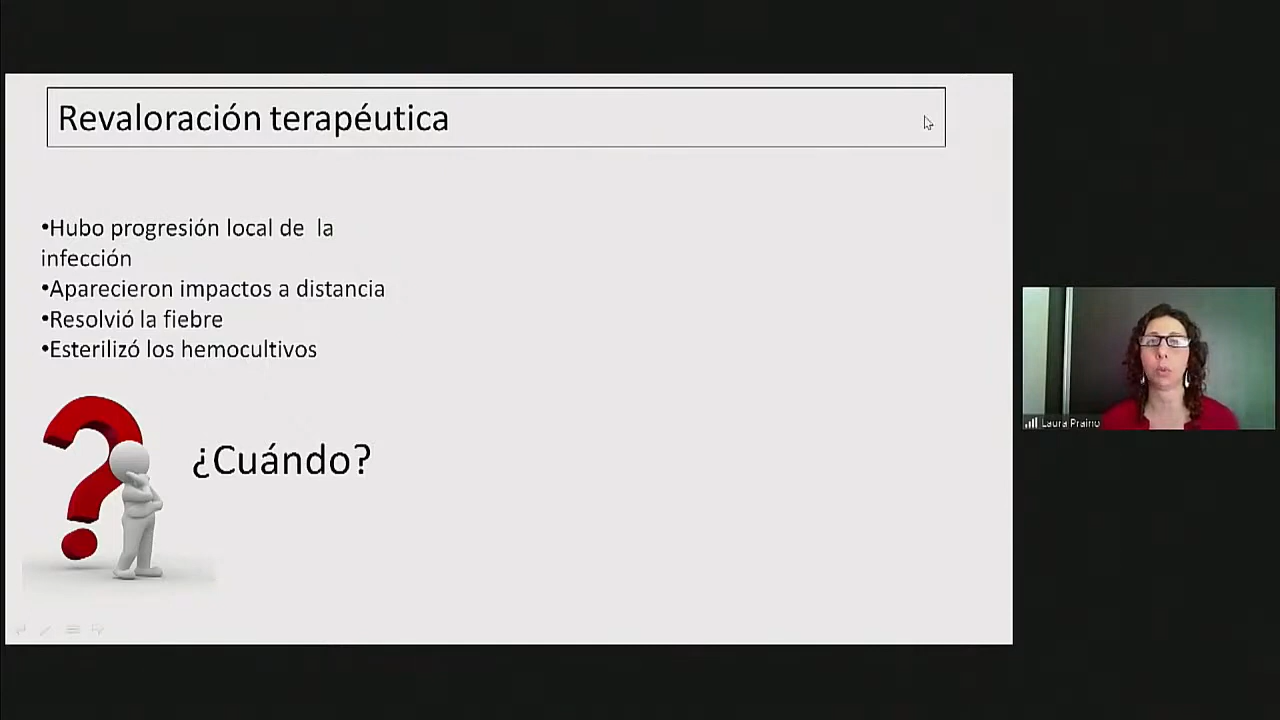 Revaloración terapéutica
•Hubo progresión local de la
infección
•Aparecieron impactos a distancia
•Resolvió la fiebre
•Esterilizó los hemocultivos
¿Cuándo?
Laura Praino